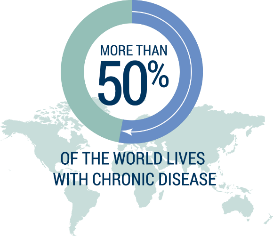 MORE THAN
50%
OF THE WORLD LIVES
WITH CHRONIC DISEASE